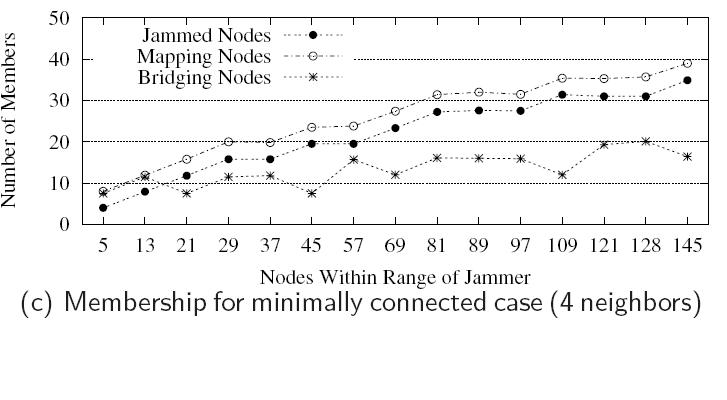 50
40
30
20
10
0
Number of Members
Jammed Nodes
Mapping Nodes
Bridging Nodes
5 13 21 29 37 45 57 69 81 89 97 109 121 128 145
Nodes Within Range of Jammer
(c) Membership for minimally connected case (4 neighbors)